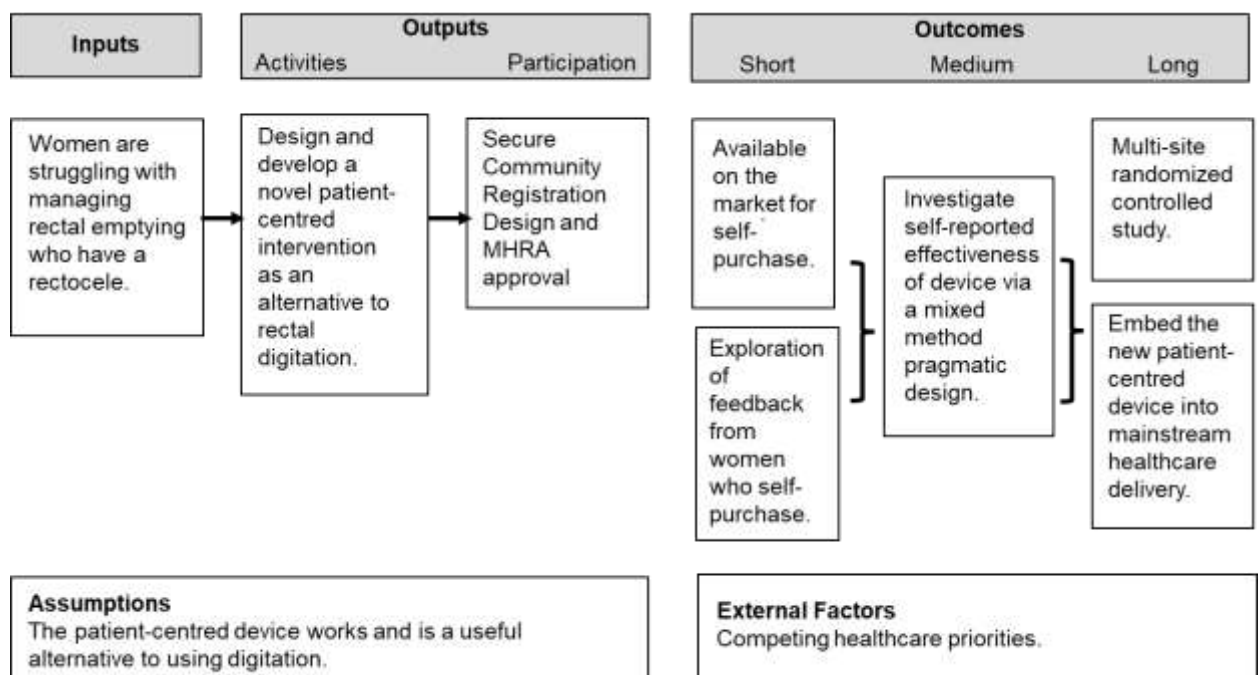 Inputs
Outputs
Activities Participation
Outcomes
Short Medium Long
Women are
struggling with
managing
rectal emptying
who have a
rectocele.
Design and
develop a
novel patient-
centred
intervention
as an
alternative to
rectal
digitation.
Secure
Community
Registration
Design and
MHRA
approval
Available
on the
market for
self-
purchase.
Exploration
of
feedback
from
women
who self-
purchase.
Investigate
self-reported
effectiveness
of device via
a mixed
method
pragmatic
design.
Multi-site
randomized
controlled
study.
Embed the
new patient-
centred
device into
mainstream
healthcare
delivery.
Assumptions
The patient-centred device works and is a useful
alternative to using digitation.
External Factors
Competing healthcare priorities.